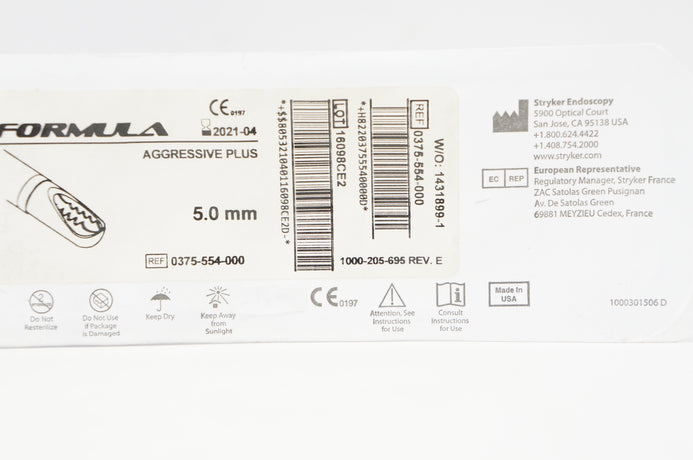 FORMULA
CE 0197
2021-04
AGGRESSIVE PLUS
5.0 mm
REF 0375-554-000
*+$$8053210401 16098CE2D-*
LOT 16098CE2
*+HB220375554000D*
REF 0375-554-000
W/O: 1431899-1
1000-205-695 REV. E
Stryker Endoscopy
5900 Optical Court
San Jose, CA 95138 USA
+1.800.624.4422
+1.408.754.2000
www.stryker.com
EC REP
European Representative
Regulatory Manager, Stryker France
ZAC Satolas Green Pusignan
Av. De Satolas Green
69881 MEYZIEU Cedex, France
2
Do Not
Resterilize
Do Not Use
if Package
is Damaged
Keep Dry
Keep Away
from
Sunlight
CE 0197
Attention, See
Instructions
for Use
Consult
Instructions
for Use
Made In
USA
1000301506 D